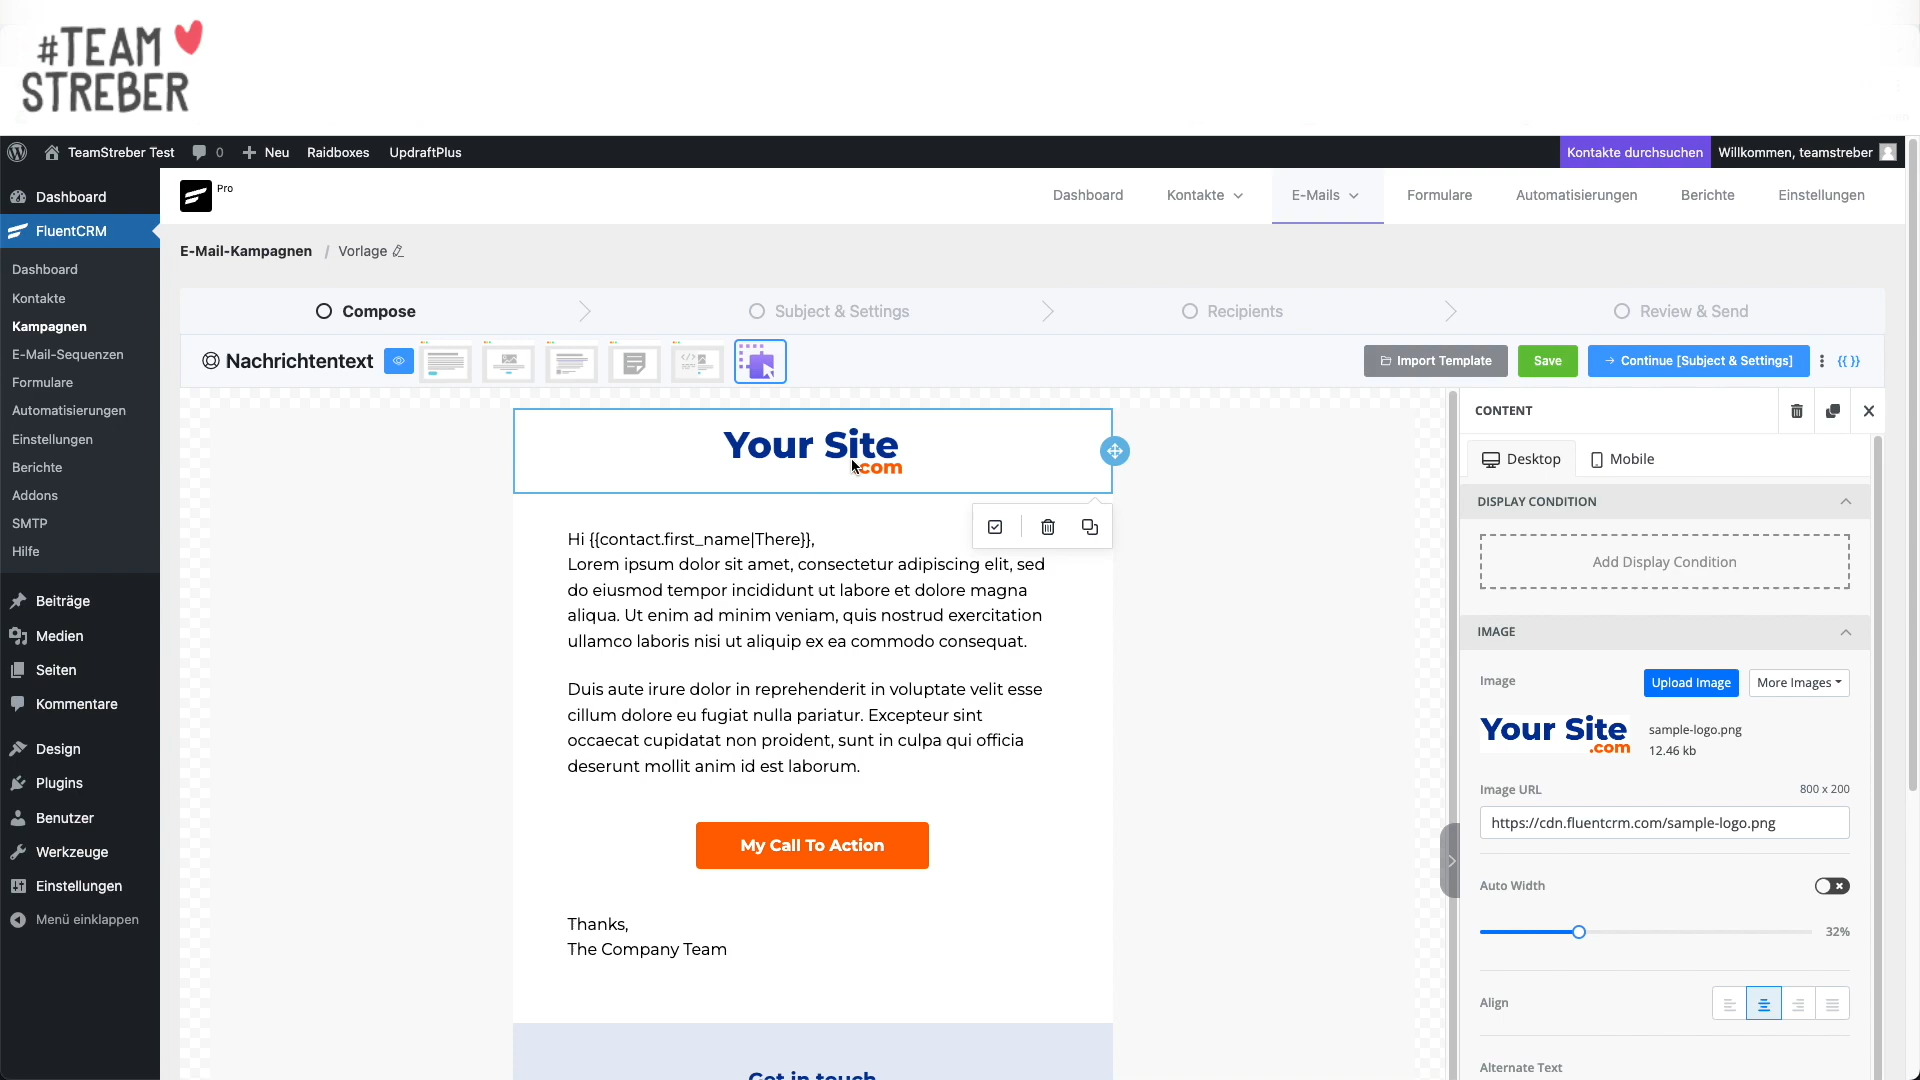 #TEAM
STREBER
TeamStreber Test
0
Neu
Raidboxes
UpdraftPlus
Kontakte durchsuchen
Willkommen, teamstreber
Dashboard
FluentCRM
Dashboard
Kontakte
Kampagnen
E-Mail-Sequenzen
Formulare
Automatisierungen
Einstellungen
Berichte
Addons
SMTP
Hilfe
Beiträge
Medien
Seiten
Kommentare
Design
Plugins
Benutzer
Werkzeuge
Einstellungen
Menü einklappen
Pro
Dashboard
Kontakte
E-Mails
Formulare
Automatisierungen
Berichte
Einstellungen
E-Mail-Kampagnen / Vorlage
Compose
Subject & Settings
Recipients
Review & Send
Nachrichtentext
Import Template
Save
Continue [Subject & Settings]
{{ }}
Your Site
.com
Hi {{contact.first_name|There}},
Lorem ipsum dolor sit amet, consectetur adipiscing elit, sed
do eiusmod tempor incididunt ut labore et dolore magna
aliqua. Ut enim ad minim veniam, quis nostrud exercitation
ullamco laboris nisi ut aliquip ex ea commodo consequat.
Duis aute irure dolor in reprehenderit in voluptate velit esse
cillum dolore eu fugiat nulla pariatur. Excepteur sint
occaecat cupidatat non proident, sunt in culpa qui officia
deserunt mollit anim id est laborum.
My Call To Action
Thanks,
The Company Team
Get in touch
CONTENT
Desktop
Mobile
DISPLAY CONDITION
Add Display Condition
IMAGE
Image
Upload Image
More Images
Your Site
.com
sample-logo.png
12.46 kb
Image URL
800 x 200
https://cdn.fluentcrm.com/sample-logo.png
Auto Width
32%
Align
Alternate Text